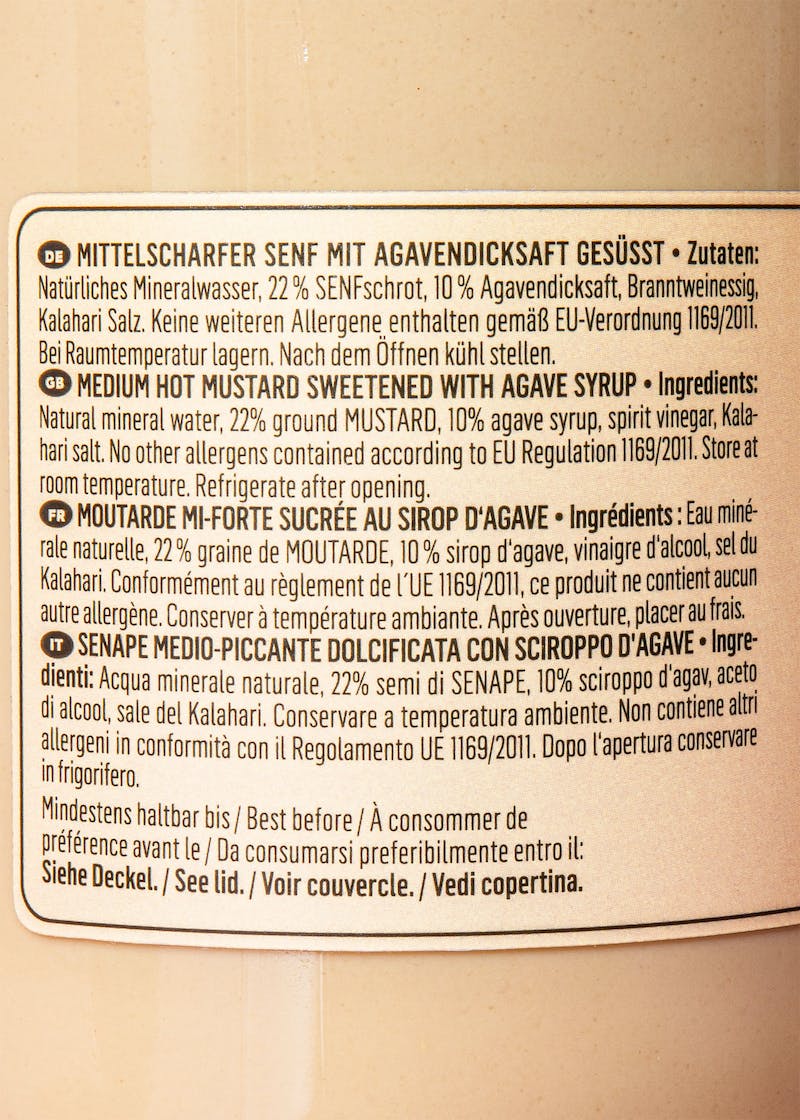 DE MITTELSCHARFER SENF MIT AGAVENDICKSAFT GESÜSST • Zutaten:
Natürliches Mineralwasser, 22 % SENFschrot, 10 % Agavendicksaft, Branntweinessig,
Kalahari Salz. Keine weiteren Allergene enthalten gemäß EU-Verordnung 1169/2011.
Bei Raumtemperatur lagern. Nach dem Öffnen kühl stellen.
GB MEDIUM HOT MUSTARD SWEETENED WITH AGAVE SYRUP • Ingredients:
Natural mineral water, 22% ground MUSTARD, 10% agave syrup, spirit vinegar, Kala-
hari salt. No other allergens contained according to EU Regulation 1169/2011. Store at
room temperature. Refrigerate after opening.
FR MOUTARDE MI-FORTE SUCRÉE AU SIROP D'AGAVE • Ingrédients : Eau miné-
rale naturelle, 22 % graine de MOUTARDE, 10 % sirop d'agave, vinaigre d'alcool, sel du
Kalahari. Conformément au règlement de l´UE 1169/2011, ce produit ne contient aucun
autre allergène. Conserver à température ambiante. Après ouverture, placer au frais.
IT SENAPE MEDIO-PICCANTE DOLCIFICATA CON SCIROPPO D'AGAVE • Ingre-
dienti: Acqua minerale naturale, 22% semi di SENAPE, 10% sciroppo d'agav, aceto
di alcool, sale del Kalahari. Conservare a temperatura ambiente. Non contiene altri
allergeni in conformità con il Regolamento UE 1169/2011. Dopo l'apertura conservare
in frigorifero.
Mindestens haltbar bis / Best before / À consommer de
préférence avant le / Da consumarsi preferibilmente entro il:
Siehe Deckel. / See lid. / Voir couvercle. / Vedi copertina.